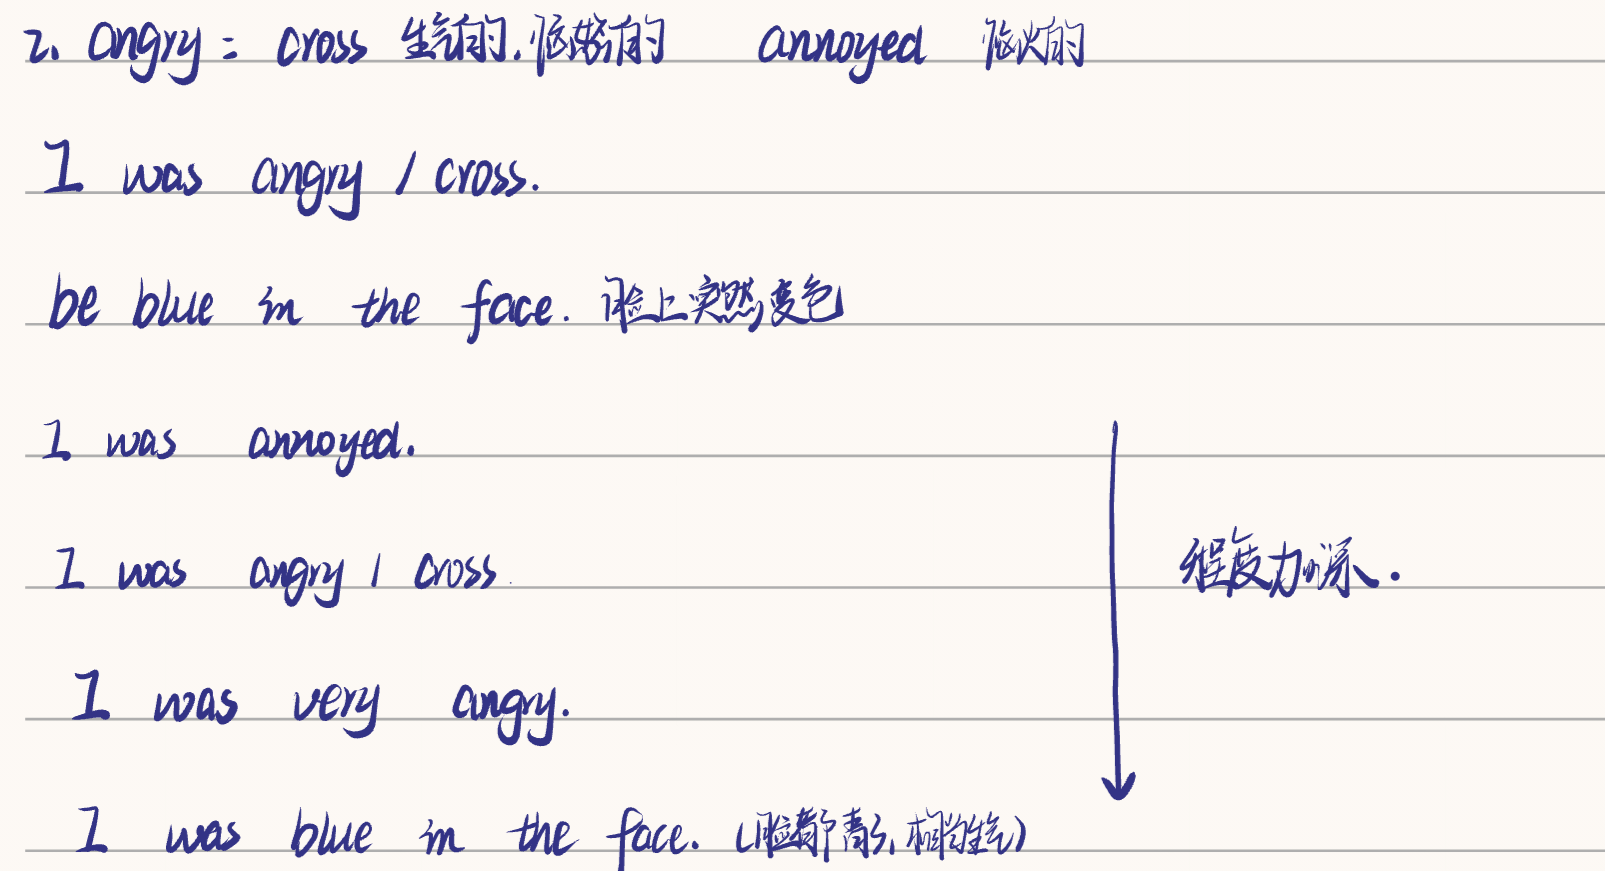 2. angry = cross 生气的.恼怒的 annoyed 恼火的
I was angry / cross.
be blue in the face. 脸上突然变色
I was annoyed.
I was angry / cross.
程度加深.
I was very angry.
I was blue in the face. (脸都青了,相当生气)